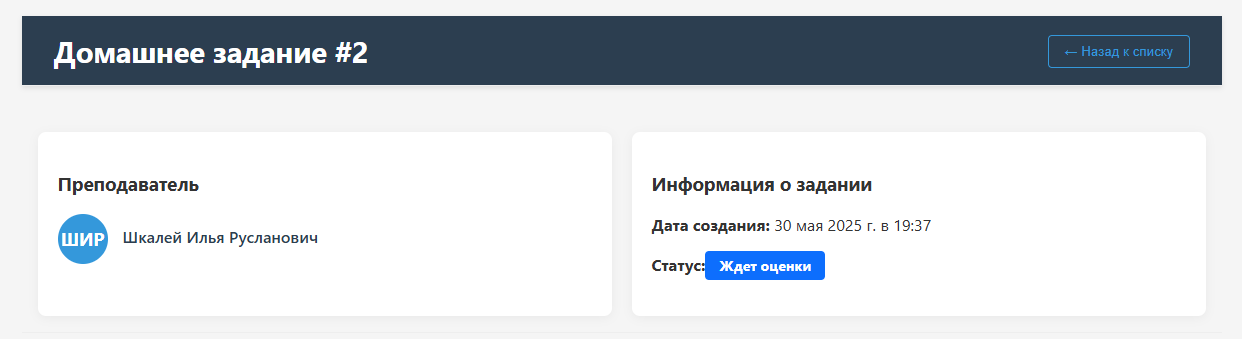 Домашнее задание #2
← Назад к списку
Преподаватель
ШИР
Шкалей Илья Русланович
Информация о задании
Дата создания: 30 мая 2025 г. в 19:37
Статус: Ждет оценки